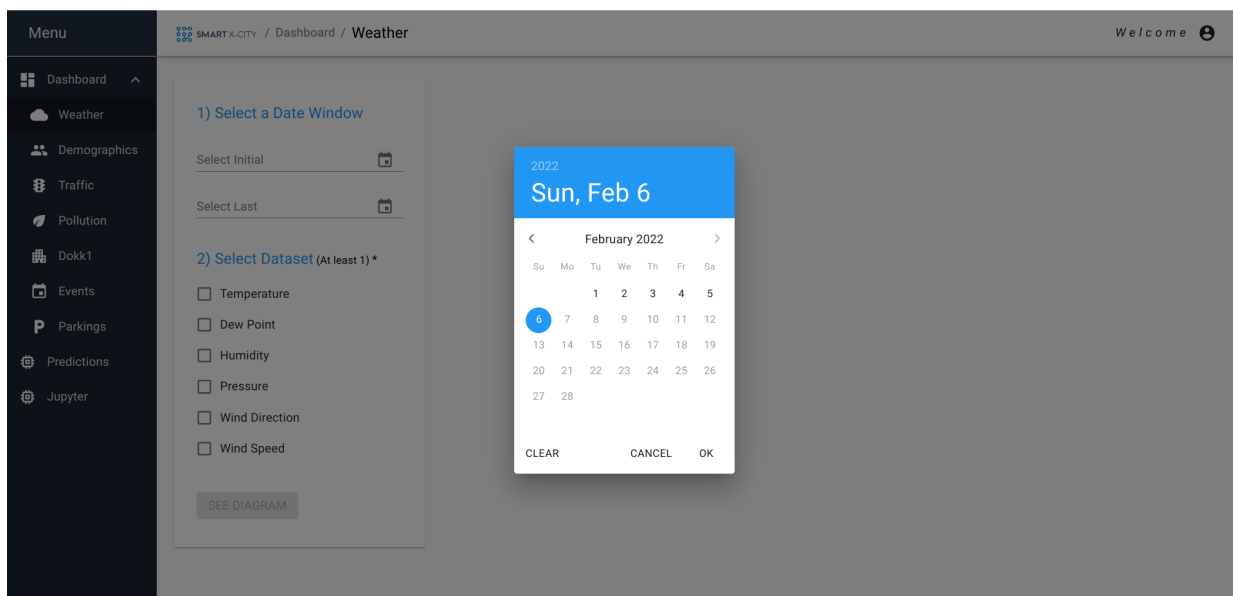 Menu
SMART X-CITY / Dashboard / Weather
Welcome
Dashboard
Weather
Demographics
Traffic
Pollution
Dokk1
Events
Parkings
Predictions
Jupyter
1) Select a Date Window
Select Initial
Select Last
2) Select Dataset (At least 1) *
Temperature
Dew Point
Humidity
Pressure
Wind Direction
Wind Speed
SEE DIAGRAM
2022
Sun, Feb 6
February 2022
Su Mo Tu We Th Fr Sa
1 2 3 4 5
6 7 8 9 10 11 12
13 14 15 16 17 18 19
20 21 22 23 24 25 26
27 28
CLEAR CANCEL OK